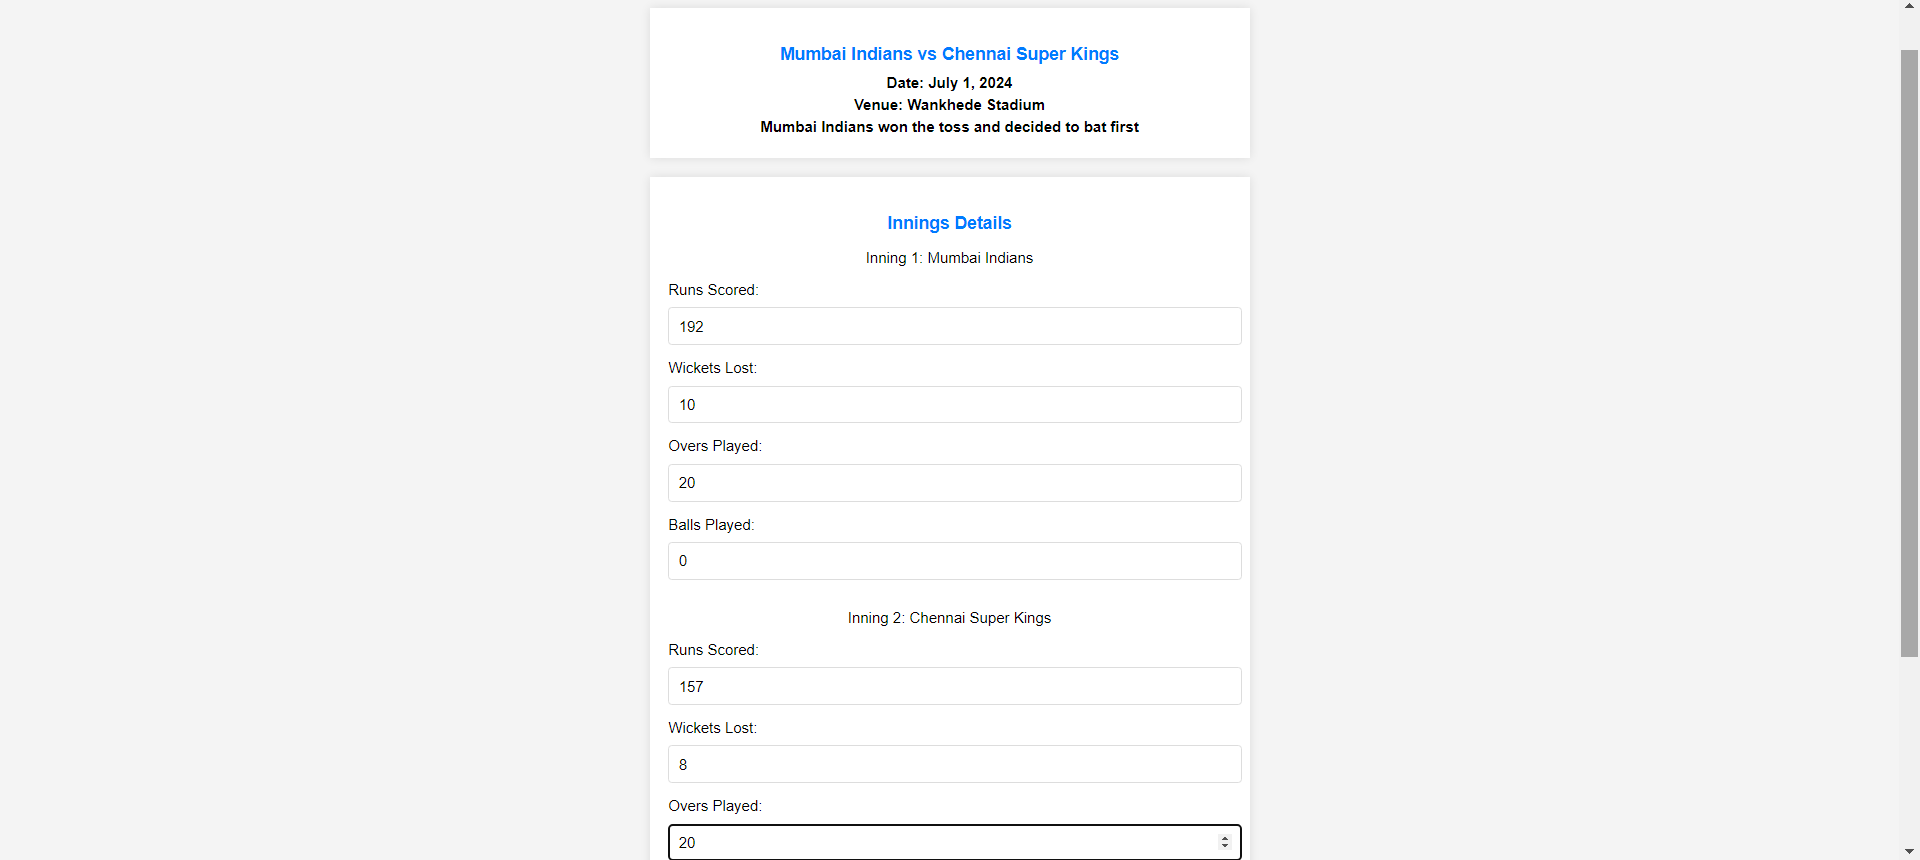 Mumbai Indians vs Chennai Super Kings
Date: July 1, 2024
Venue: Wankhede Stadium
Mumbai Indians won the toss and decided to bat first
Innings Details
Inning 1: Mumbai Indians
Runs Scored:
192
Wickets Lost:
10
Overs Played:
20
Balls Played:
0
Inning 2: Chennai Super Kings
Runs Scored:
157
Wickets Lost:
8
Overs Played:
20